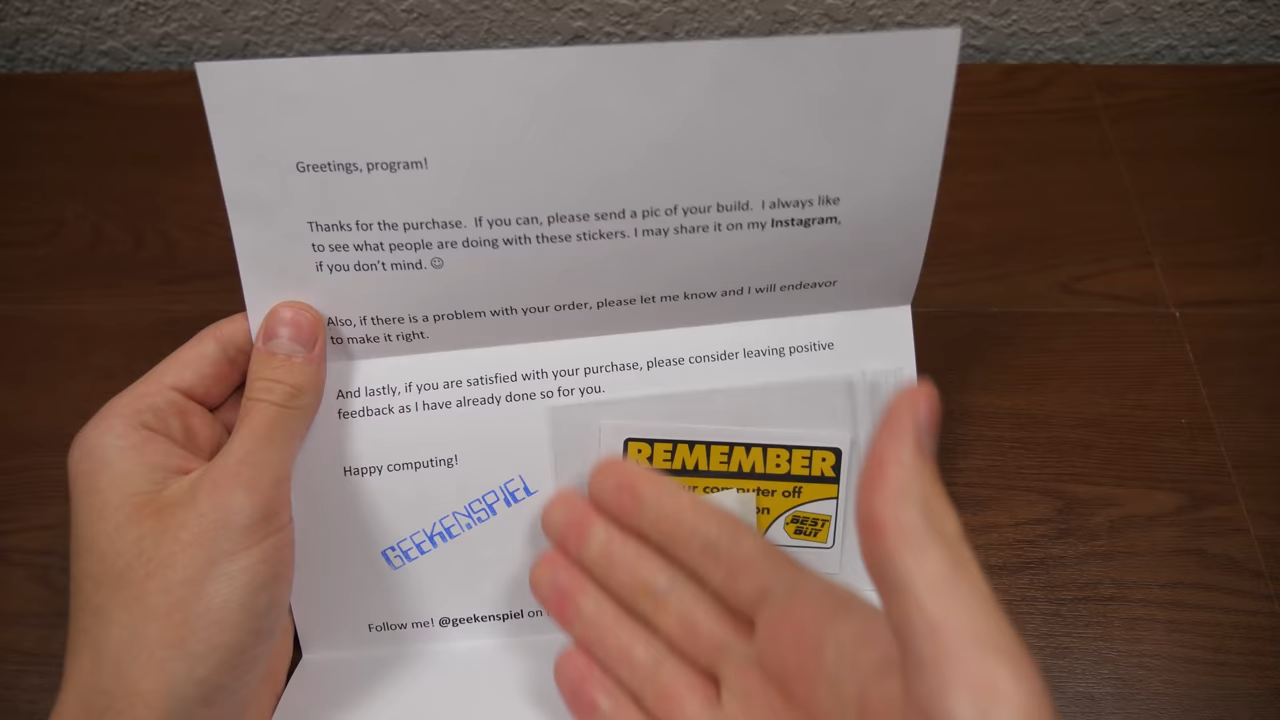 Greetings, program!
Thanks for the purchase. If you can, please send a pic of your build. I always like
to see what people are doing with these stickers. I may share it on my Instagram,
if you don't mind. ☺
Also, if there is a problem with your order, please let me know and I will endeavor
to make it right.
And lastly, if you are satisfied with your purchase, please consider leaving positive
feedback as I have already done so for you.
Happy computing!
GEEKENSPIEL
REMEMBER
computer off
BEST
BUY
Follow me! @geekenspiel on